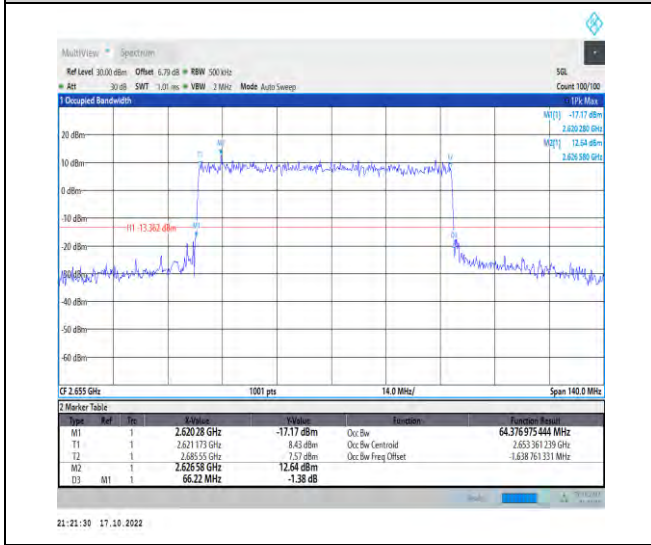 MultiView Spectrum
Ref Level 30.00 dBm Offset 6.79 dB RBW 500 kHz SGL
Att 30 dB SWT 1.01 ms VBW 2 MHz Mode Auto Sweep Count 100/100
1 Occupied Bandwidth 1Pk Max
M1[1] -17.17 dBm
2.620 280 GHz
M2[1] 12.64 dBm
2.626 580 GHz
20 dBm
10 dBm
0 dBm
-10 dBm
H1 -13.362 dBm
-20 dBm
-30 dBm
-40 dBm
-50 dBm
-60 dBm
M2
T1
M1
D3
CF 2.655 GHz 1001 pts 14.0 MHz/ Span 140.0 MHz
2 Marker Table
Type Ref Trc X-Value Y-Value Function Function Result
M1 1 2.620 28 GHz -17.17 dBm Occ Bw 64.376 975 444 MHz
T1 1 2.621 173 GHz 8.43 dBm Occ Bw Centroid 2.653 361 239 GHz
T2 1 2.685 55 GHz 7.57 dBm Occ Bw Freq Offset -1.638 761 331 MHz
M2 1 2.626 58 GHz 12.64 dBm
D3 M1 1 66.22 MHz -1.38 dB
21:21:30 17.10.2022